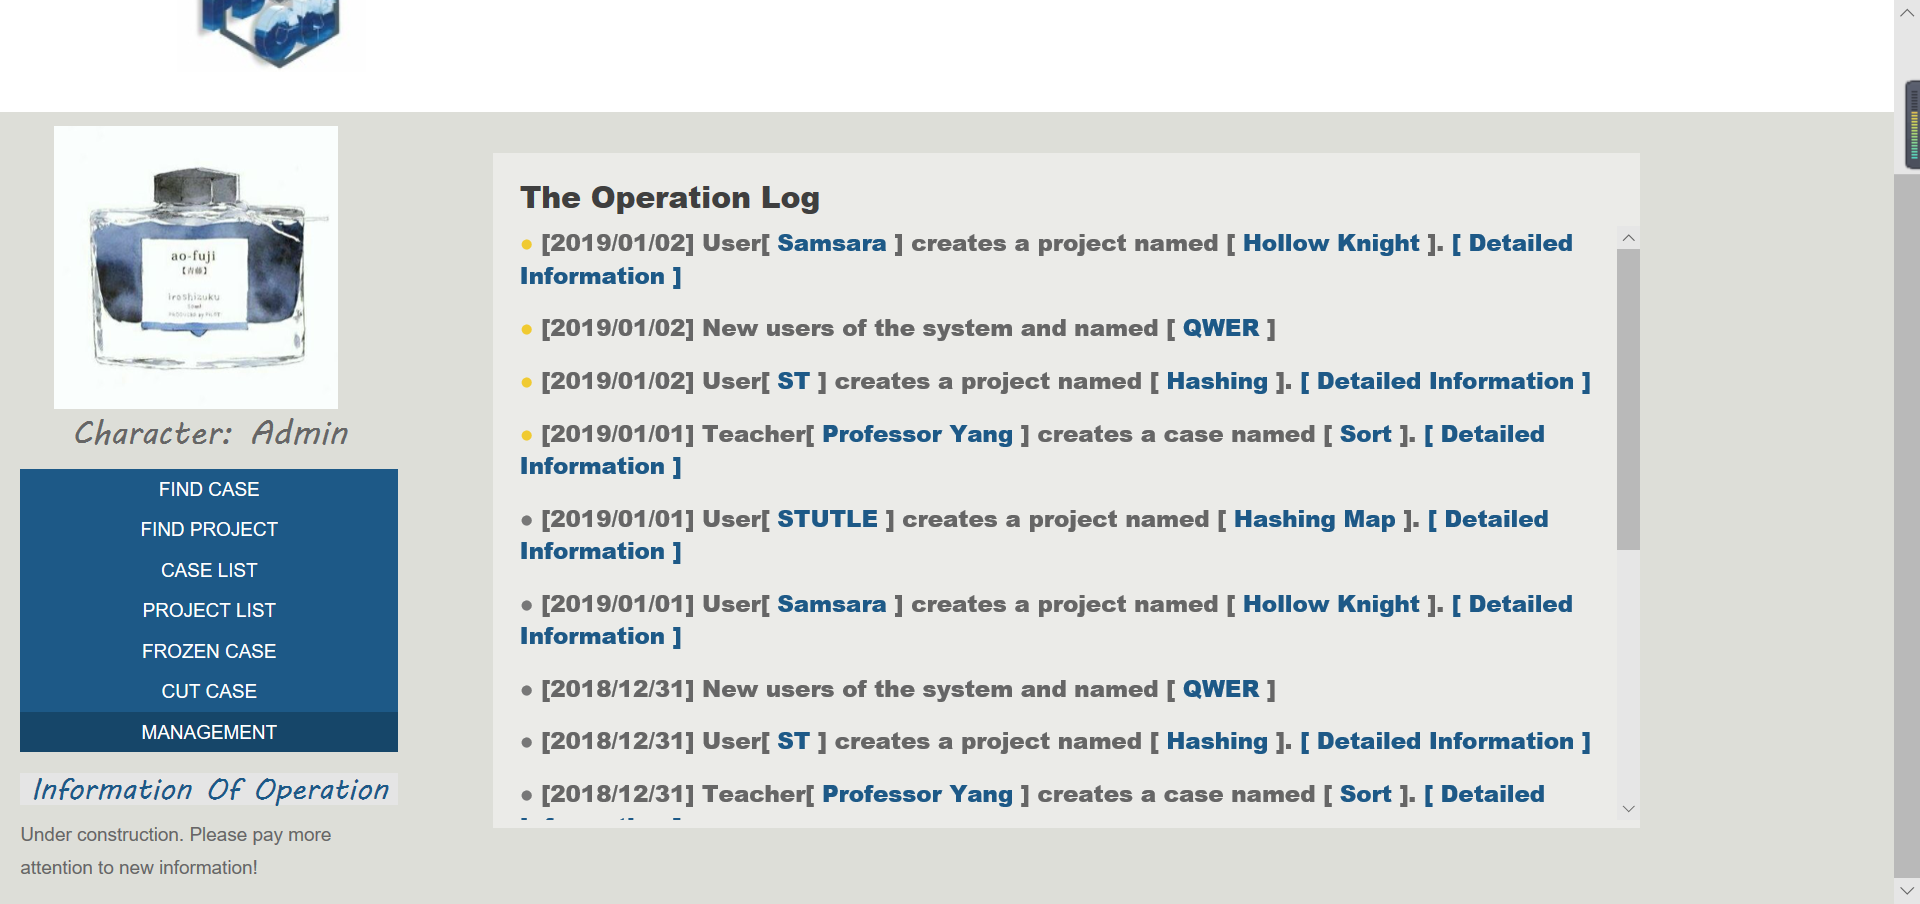 ao-fuji
【青藤】
iroshizuku
Character: Admin
FIND CASE
FIND PROJECT
CASE LIST
PROJECT LIST
FROZEN CASE
CUT CASE
MANAGEMENT
Information Of Operation
Under construction. Please pay more
attention to new information!
The Operation Log
● [2019/01/02] User[ Samsara ] creates a project named [ Hollow Knight ]. [ Detailed
Information ]
● [2019/01/02] New users of the system and named [ QWER ]
● [2019/01/02] User[ ST ] creates a project named [ Hashing ]. [ Detailed Information ]
● [2019/01/01] Teacher[ Professor Yang ] creates a case named [ Sort ]. [ Detailed
Information ]
● [2019/01/01] User[ STUTLE ] creates a project named [ Hashing Map ]. [ Detailed
Information ]
● [2019/01/01] User[ Samsara ] creates a project named [ Hollow Knight ]. [ Detailed
Information ]
● [2018/12/31] New users of the system and named [ QWER ]
● [2018/12/31] User[ ST ] creates a project named [ Hashing ]. [ Detailed Information ]
● [2018/12/31] Teacher[ Professor Yang ] creates a case named [ Sort ]. [ Detailed